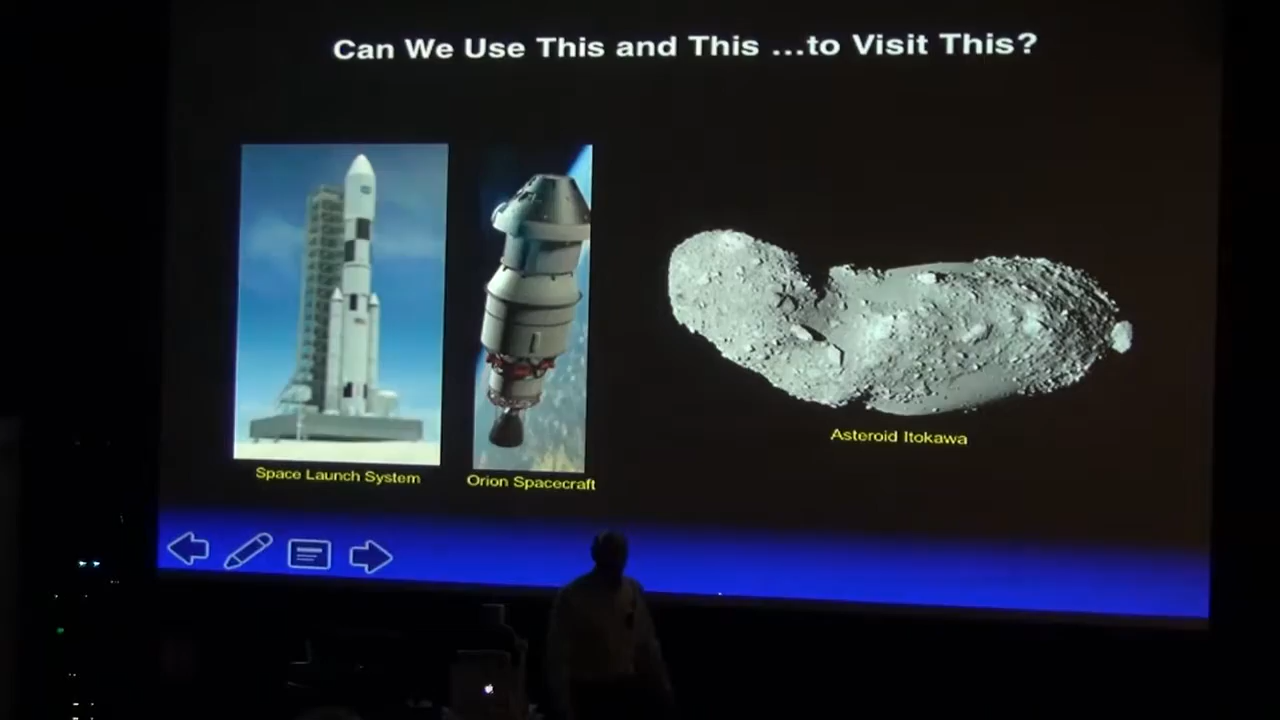 Can We Use This and This ...to Visit This?
Space Launch System
Orion Spacecraft
Asteroid Itokawa